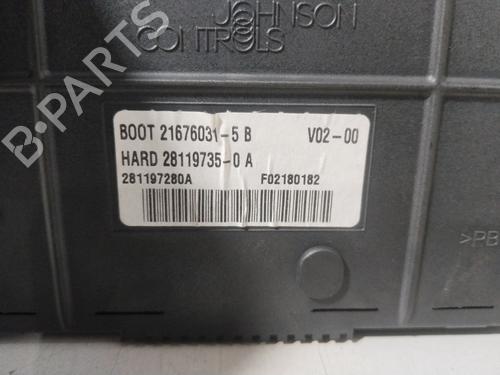 JOHNSON
CONTROLS
BOOT 21676031-5 B V02-00
HARD 28119735-0 A
281197280A F02180182
>PB
B-PARTS